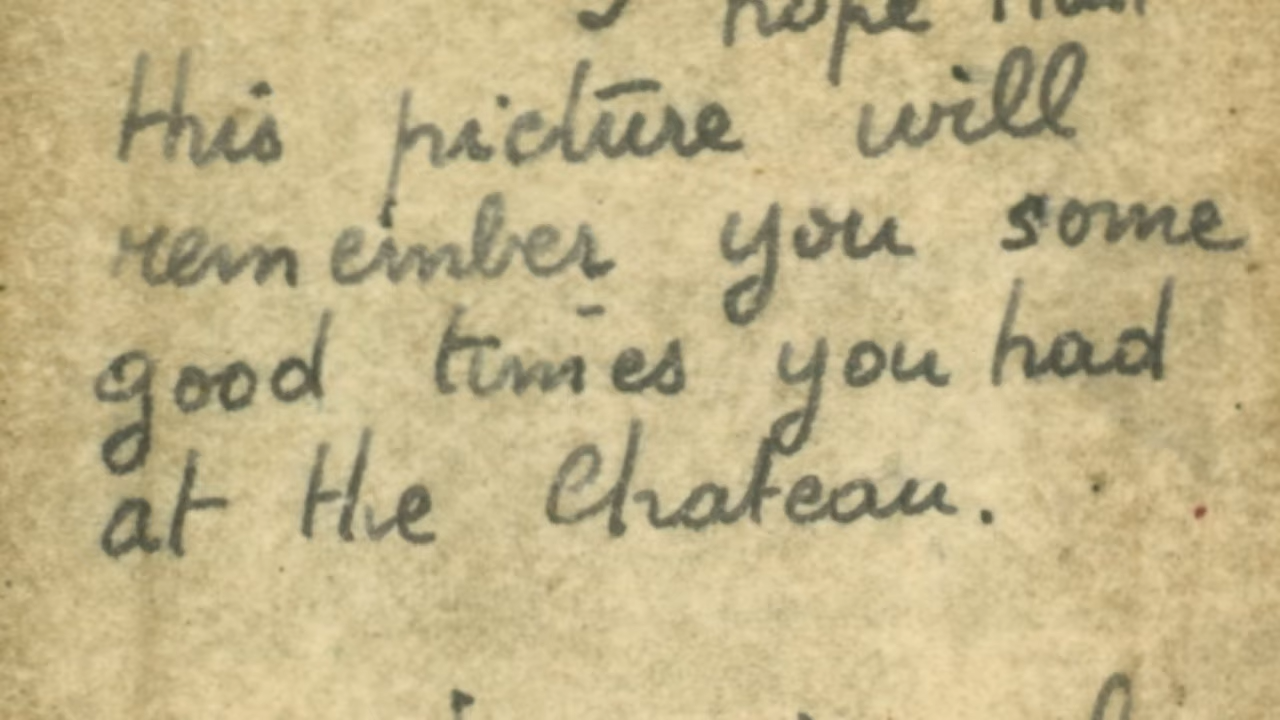 I hope that
this picture will
remember you some
good times you had
at the Chateau.